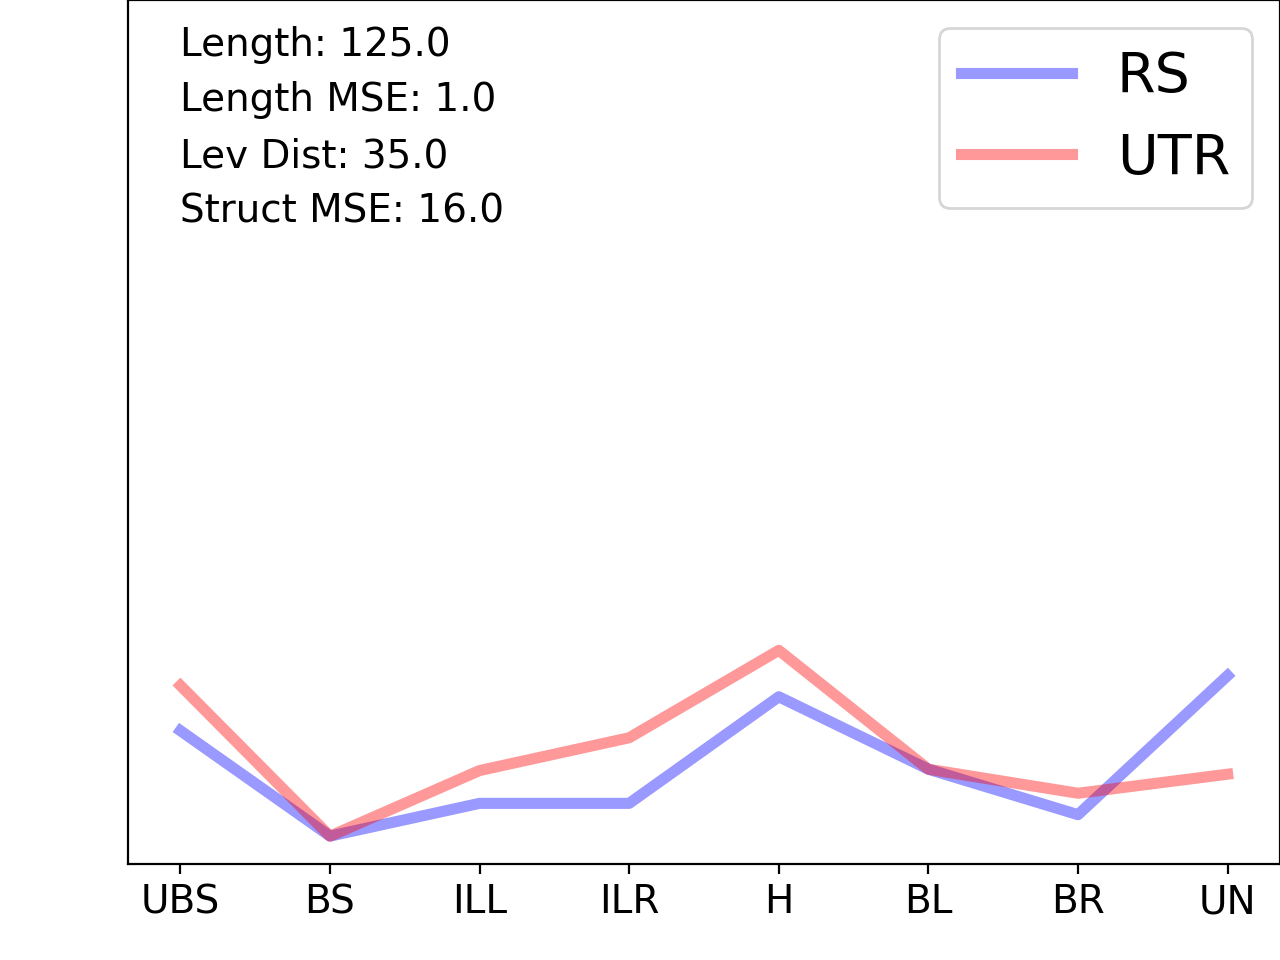 Length: 125.0
Length MSE: 1.0
Lev Dist: 35.0
Struct MSE: 16.0
RS
UTR
UBS BS ILL ILR H BL BR UN